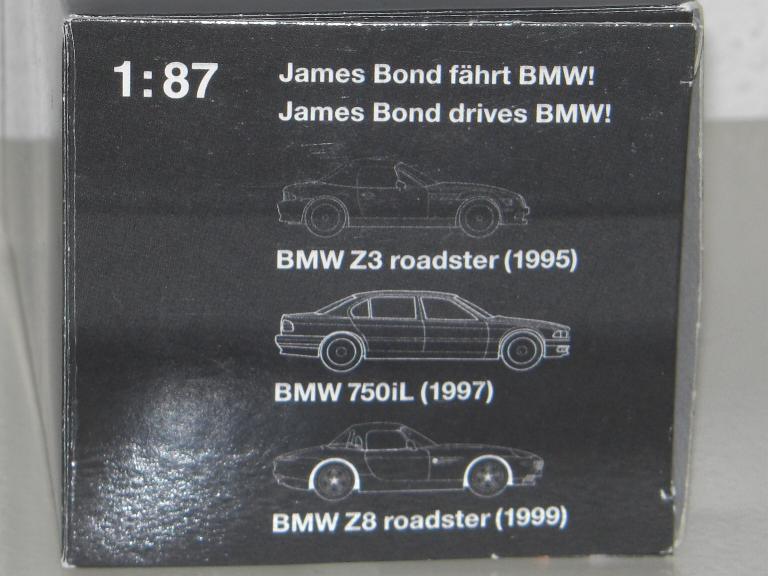 1:87
James Bond fährt BMW!
James Bond drives BMW!
BMW Z3 roadster (1995)
BMW 750iL (1997)
BMW Z8 roadster (1999)